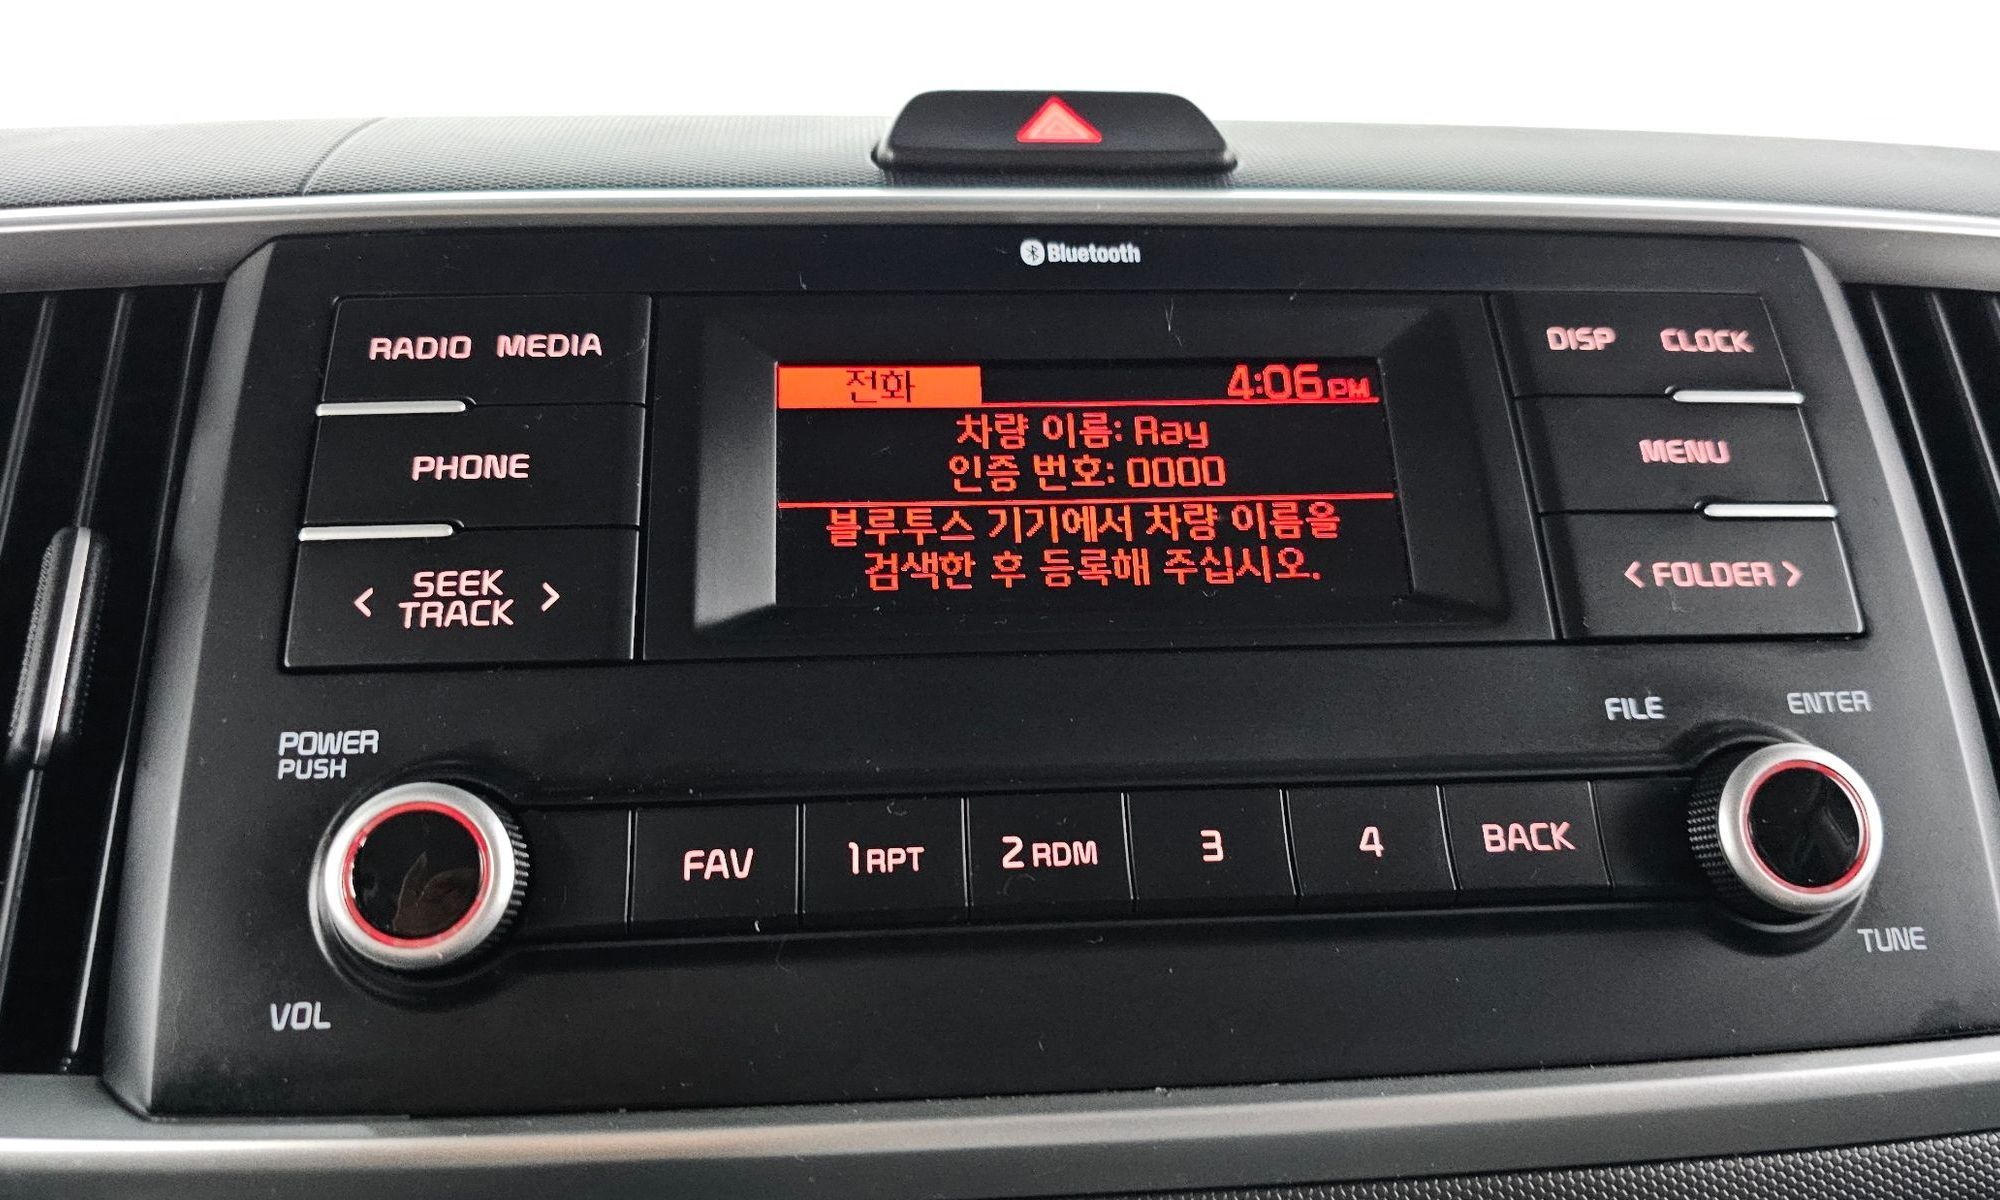 Bluetooth
RADIO MEDIA
PHONE
< SEEK TRACK >
전화 4:06 PM
차량 이름: Ray
인증 번호: 0000
블루투스 기기에서 차량 이름을
검색한 후 등록해 주십시오.
DISP CLOCK
MENU
< FOLDER >
POWER
PUSH
VOL
FAV 1 RPT 2 RDM 3 4 BACK
FILE ENTER
TUNE